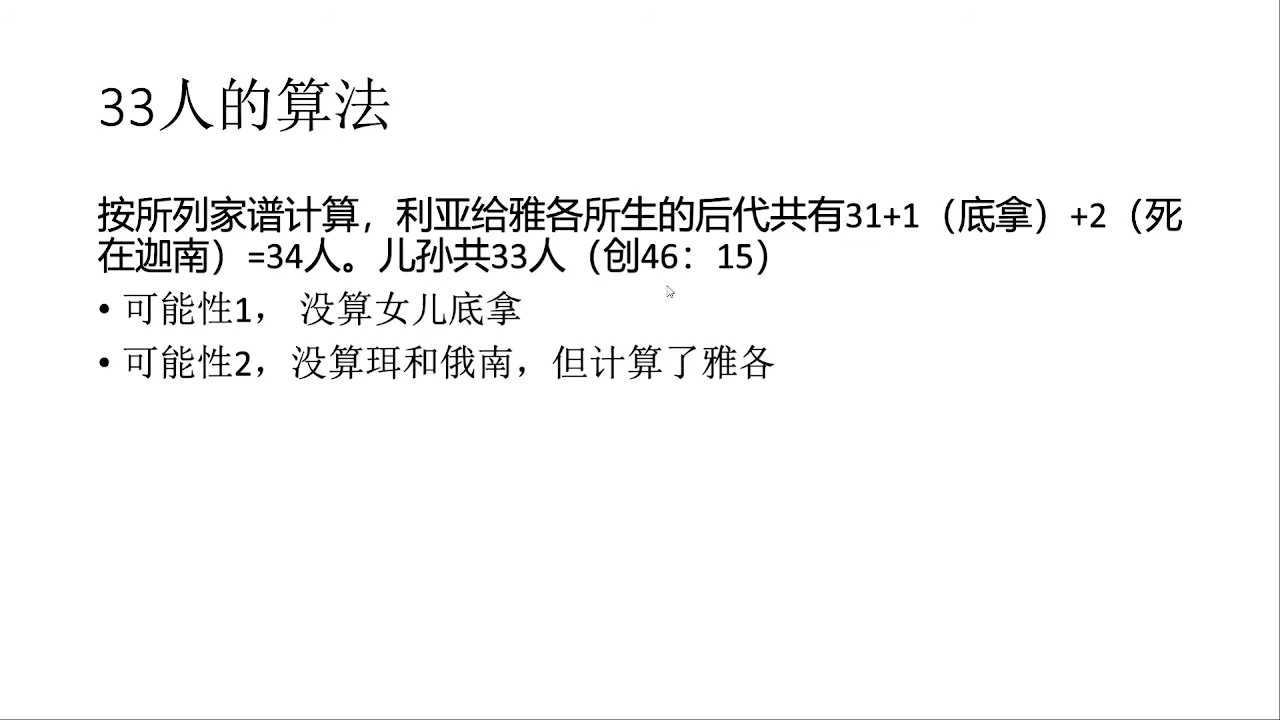 33人的算法
按所列家谱计算，利亚给雅各所生的后代共有31+1（底拿）+2（死
在迦南）=34人。儿孙共33人（创46：15）
• 可能性1， 没算女儿底拿
• 可能性2，没算珥和俄南，但计算了雅各